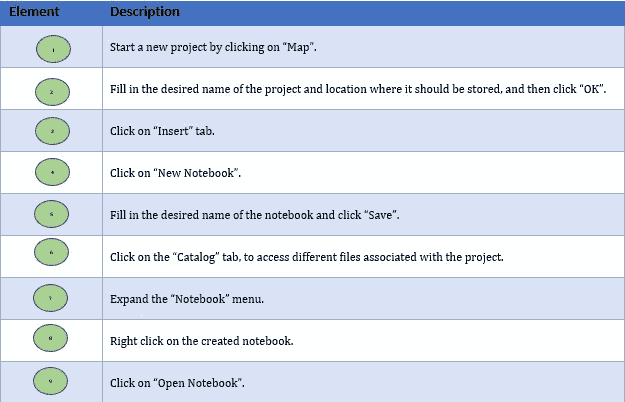 Element Description
1 Start a new project by clicking on “Map”.
2 Fill in the desired name of the project and location where it should be stored, and then click “OK”.
3 Click on “Insert” tab.
4 Click on “New Notebook”.
5 Fill in the desired name of the notebook and click “Save”.
6 Click on the “Catalog” tab, to access different files associated with the project.
7 Expand the “Notebook” menu.
8 Right click on the created notebook.
9 Click on “Open Notebook”.